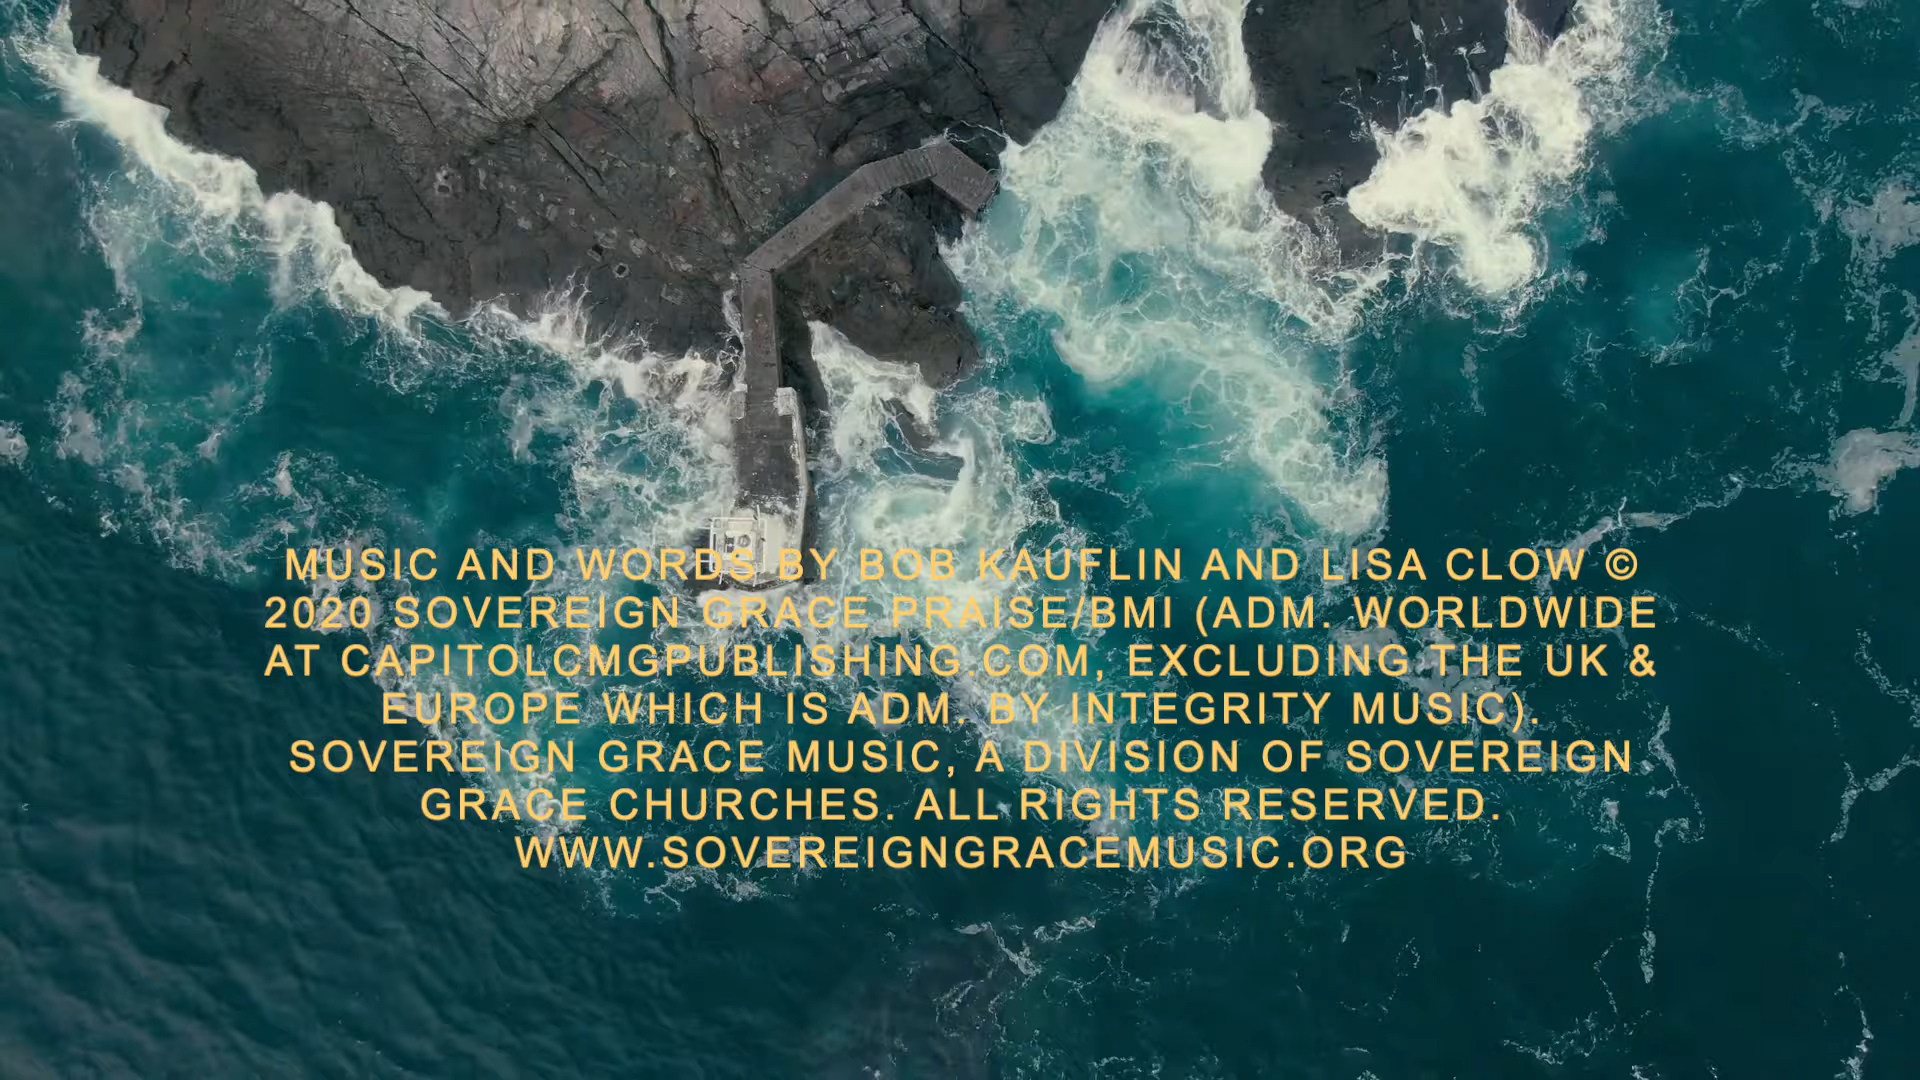 MUSIC AND WORDS BY BOB KAUFLIN AND LISA CLOW ©
2020 SOVEREIGN GRACE PRAISE/BMI (ADM. WORLDWIDE
AT CAPITOLCMGPUBLISHING.COM, EXCLUDING THE UK &
EUROPE WHICH IS ADM. BY INTEGRITY MUSIC).
SOVEREIGN GRACE MUSIC, A DIVISION OF SOVEREIGN
GRACE CHURCHES. ALL RIGHTS RESERVED.
WWW.SOVEREIGNGRACEMUSIC.ORG